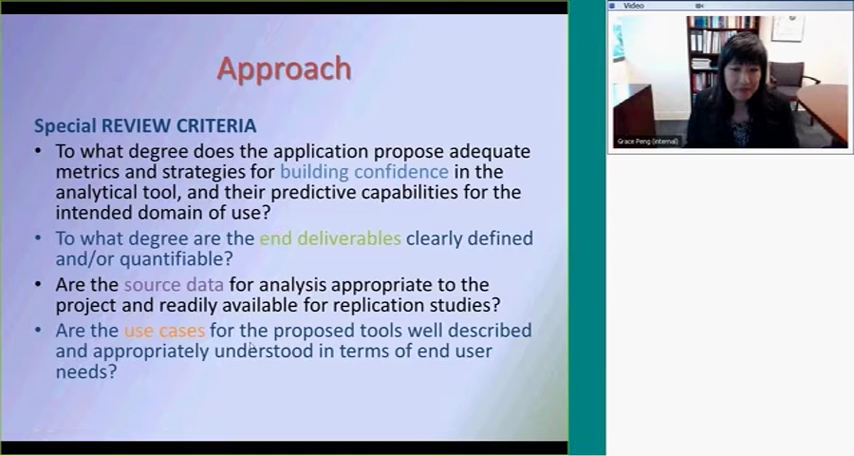 Approach
Special REVIEW CRITERIA
• To what degree does the application propose adequate
metrics and strategies for building confidence in the
analytical tool, and their predictive capabilities for the
intended domain of use?
• To what degree are the end deliverables clearly defined
and/or quantifiable?
• Are the source data for analysis appropriate to the
project and readily available for replication studies?
• Are the use cases for the proposed tools well described
and appropriately understood in terms of end user
needs?
Video
Grace Peng (internal)